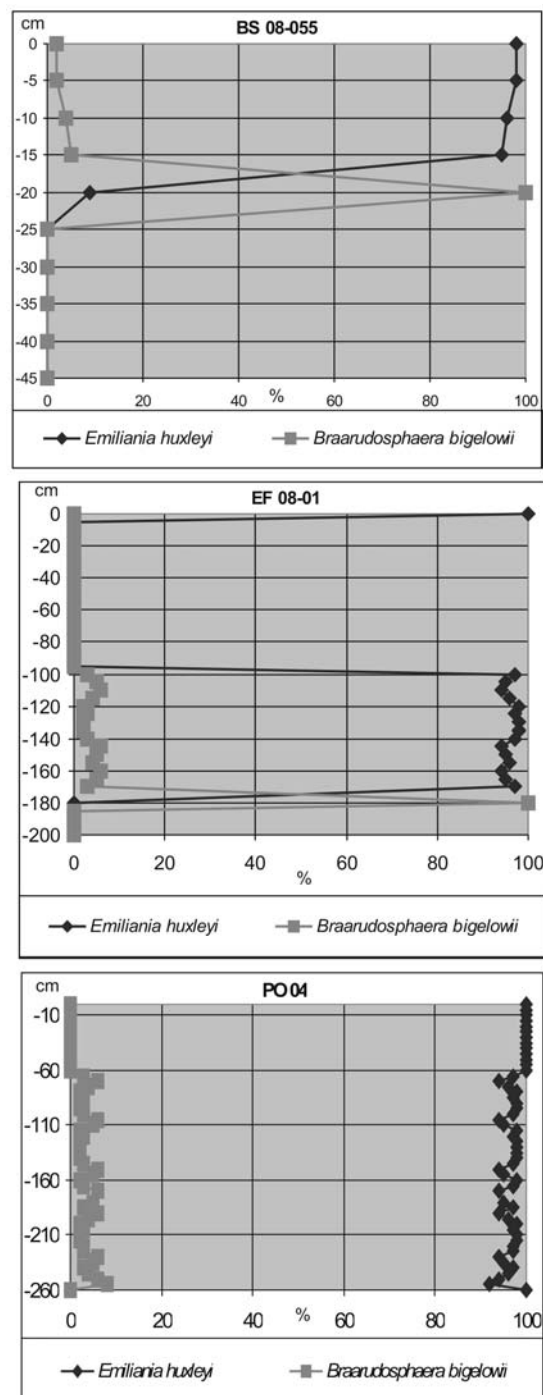 cm
BS 08-055
0
-5
-10
-15
-20
-25
-30
-35
-40
-45
0 20 40 % 60 80 100
Emiliania huxleyi Braarudosphaera bigelowii
cm
EF 08-01
0
-20
-40
-60
-80
-100
-120
-140
-160
-180
-200
0 20 40 60 80 100
%
Emiliania huxleyi Braarudosphaera bigelowii
cm
PO 04
-10
-60
-110
-160
-210
-260
0 20 40 60 80 100
%
Emiliania huxleyi Braarudosphaera bigelowii